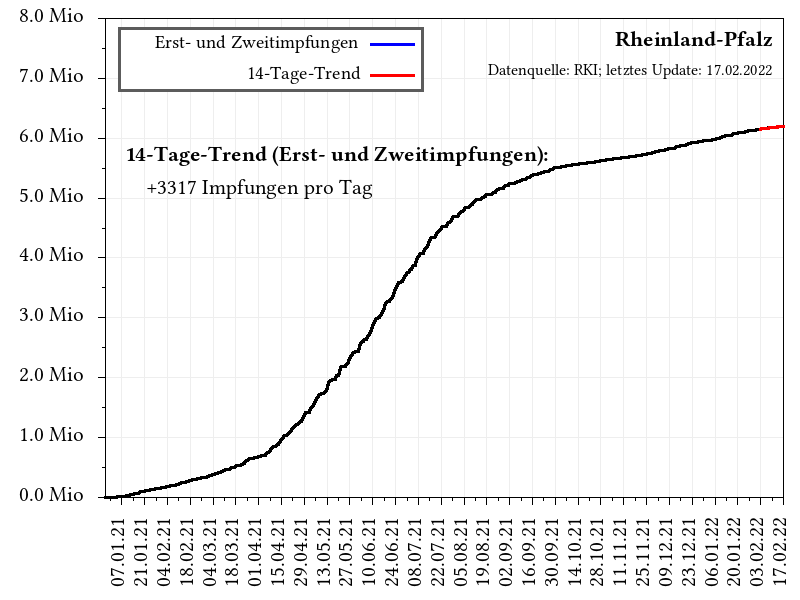 8.0 Mio
7.0 Mio
6.0 Mio
5.0 Mio
4.0 Mio
3.0 Mio
2.0 Mio
1.0 Mio
0.0 Mio
Erst- und Zweitimpfungen
14-Tage-Trend
Rheinland-Pfalz
Datenquelle: RKI; letztes Update: 17.02.2022
14-Tage-Trend (Erst- und Zweitimpfungen):
+3317 Impfungen pro Tag
07.01.21
21.01.21
04.02.21
18.02.21
04.03.21
18.03.21
01.04.21
15.04.21
29.04.21
13.05.21
27.05.21
10.06.21
24.06.21
08.07.21
22.07.21
05.08.21
19.08.21
02.09.21
16.09.21
30.09.21
14.10.21
28.10.21
11.11.21
25.11.21
09.12.21
23.12.21
06.01.22
20.01.22
03.02.22
17.02.22